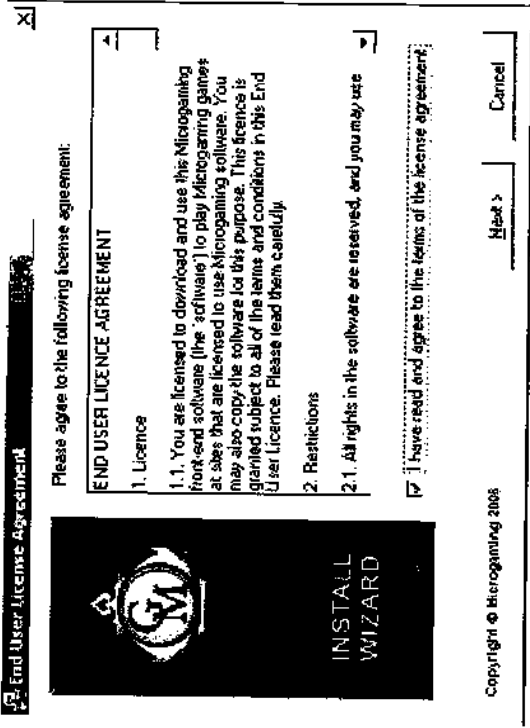 End User License Agreement
Please agree to the following license agreement:
END USER LICENCE AGREEMENT
1. Licence
1.1. You are licensed to download and use this Microgaming
front-end software (the 'software') to play Microgaming games
at sites that are licensed to use Microgaming software. You
may also copy the software for this purpose. This licence is
granted subject to all of the terms and conditions in this End
User Licence. Please read them carefully.
2. Restrictions
2.1. All rights in the software are reserved, and you may use
I have read and agree to the terms of the license agreement
GM
INSTALL
WIZARD
Copyright © Microgaming
Next >
Cancel